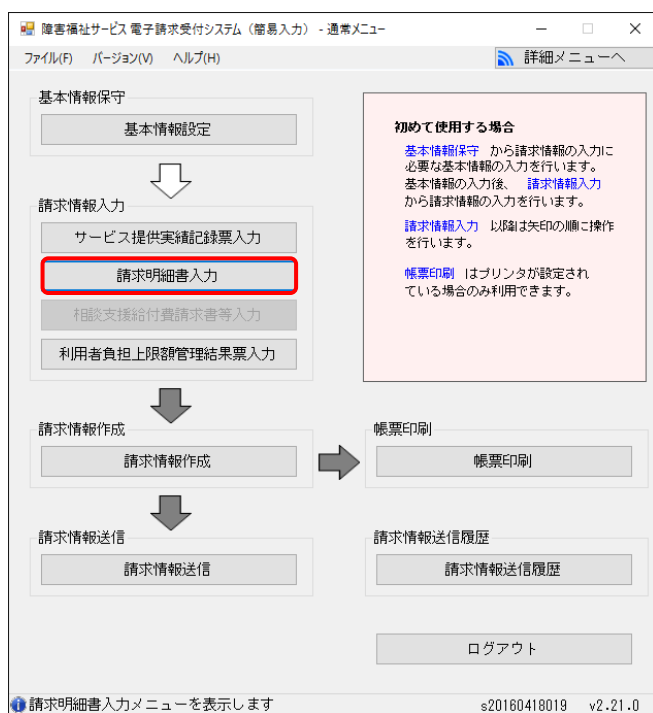 障害福祉サービス 電子請求受付システム（簡易入力） - 通常メニュー
ファイル(F) バージョン(V) ヘルプ(H)
詳細メニューへ
基本情報保守
基本情報設定
請求情報入力
サービス提供実績記録票入力
請求明細書入力
相談支援給付費請求書等入力
利用者負担上限額管理結果票入力
請求情報作成
請求情報作成
請求情報送信
請求情報送信
初めて使用する場合
基本情報保守 から請求情報の入力に
必要な基本情報の入力を行います。
基本情報の入力後、 請求情報入力
から請求情報の入力を行います。
請求情報入力 以降は矢印の順に操作
を行います。
帳票印刷 はプリンタが設定され
ている場合のみ利用できます。
帳票印刷
帳票印刷
請求情報送信履歴
請求情報送信履歴
ログアウト
請求明細書入力メニューを表示します
s20160418019 v2.21.0